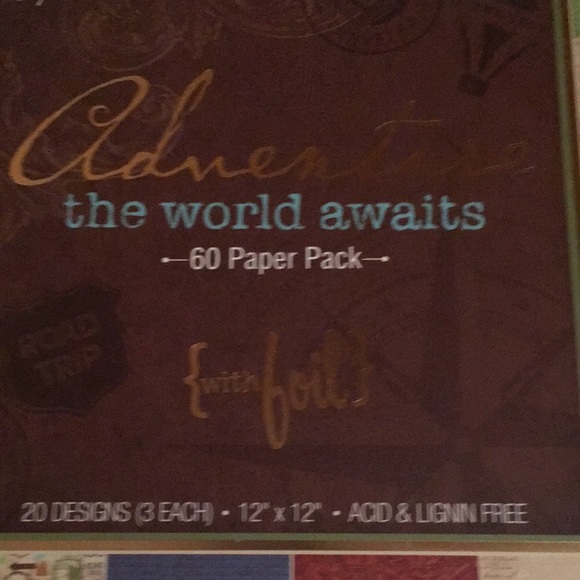 Adventure
the world awaits
60 Paper Pack
ROAD
TRIP
{with foil}
20 DESIGNS (3 EACH) • 12" x 12" • ACID & LIGNIN FREE